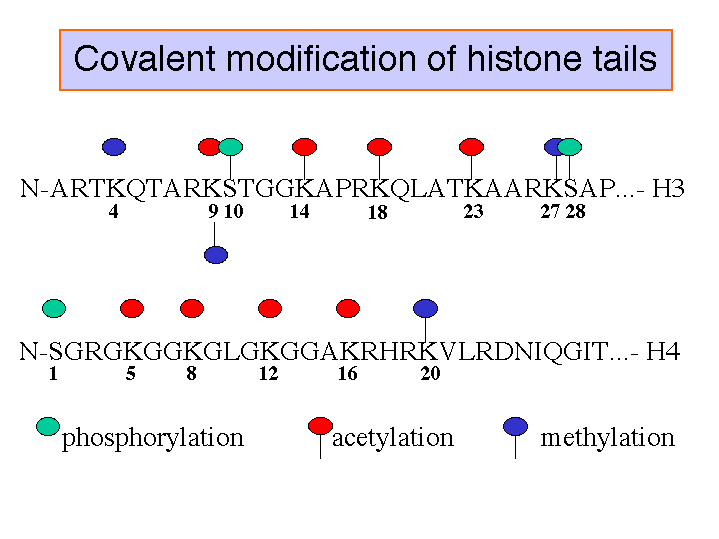 Covalent modification of histone tails
N-ARTKQTARKSTGGKAPRKQLATKAARKSAP...- H3
4 9 10 14 18 23 27 28
N-SGRGKGGKGLGKGGAKRHRKVLRDNIQGIT...- H4
1 5 8 12 16 20
phosphorylation acetylation methylation